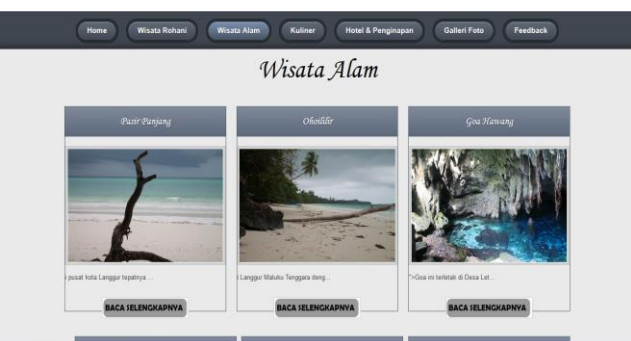 Home Wisata Rohani Wisata Alam Kuliner Hotel & Penginapan Galleri Foto Feedback
Wisata Alam
Pasir Panjang Ohoililir Goa Hawang
i pusat kota Langgur tepatnya ... i Langgur Maluku Tenggara deng... ">Goa ini terletak di Desa Let...
BACA SELENGKAPNYA BACA SELENGKAPNYA BACA SELENGKAPNYA